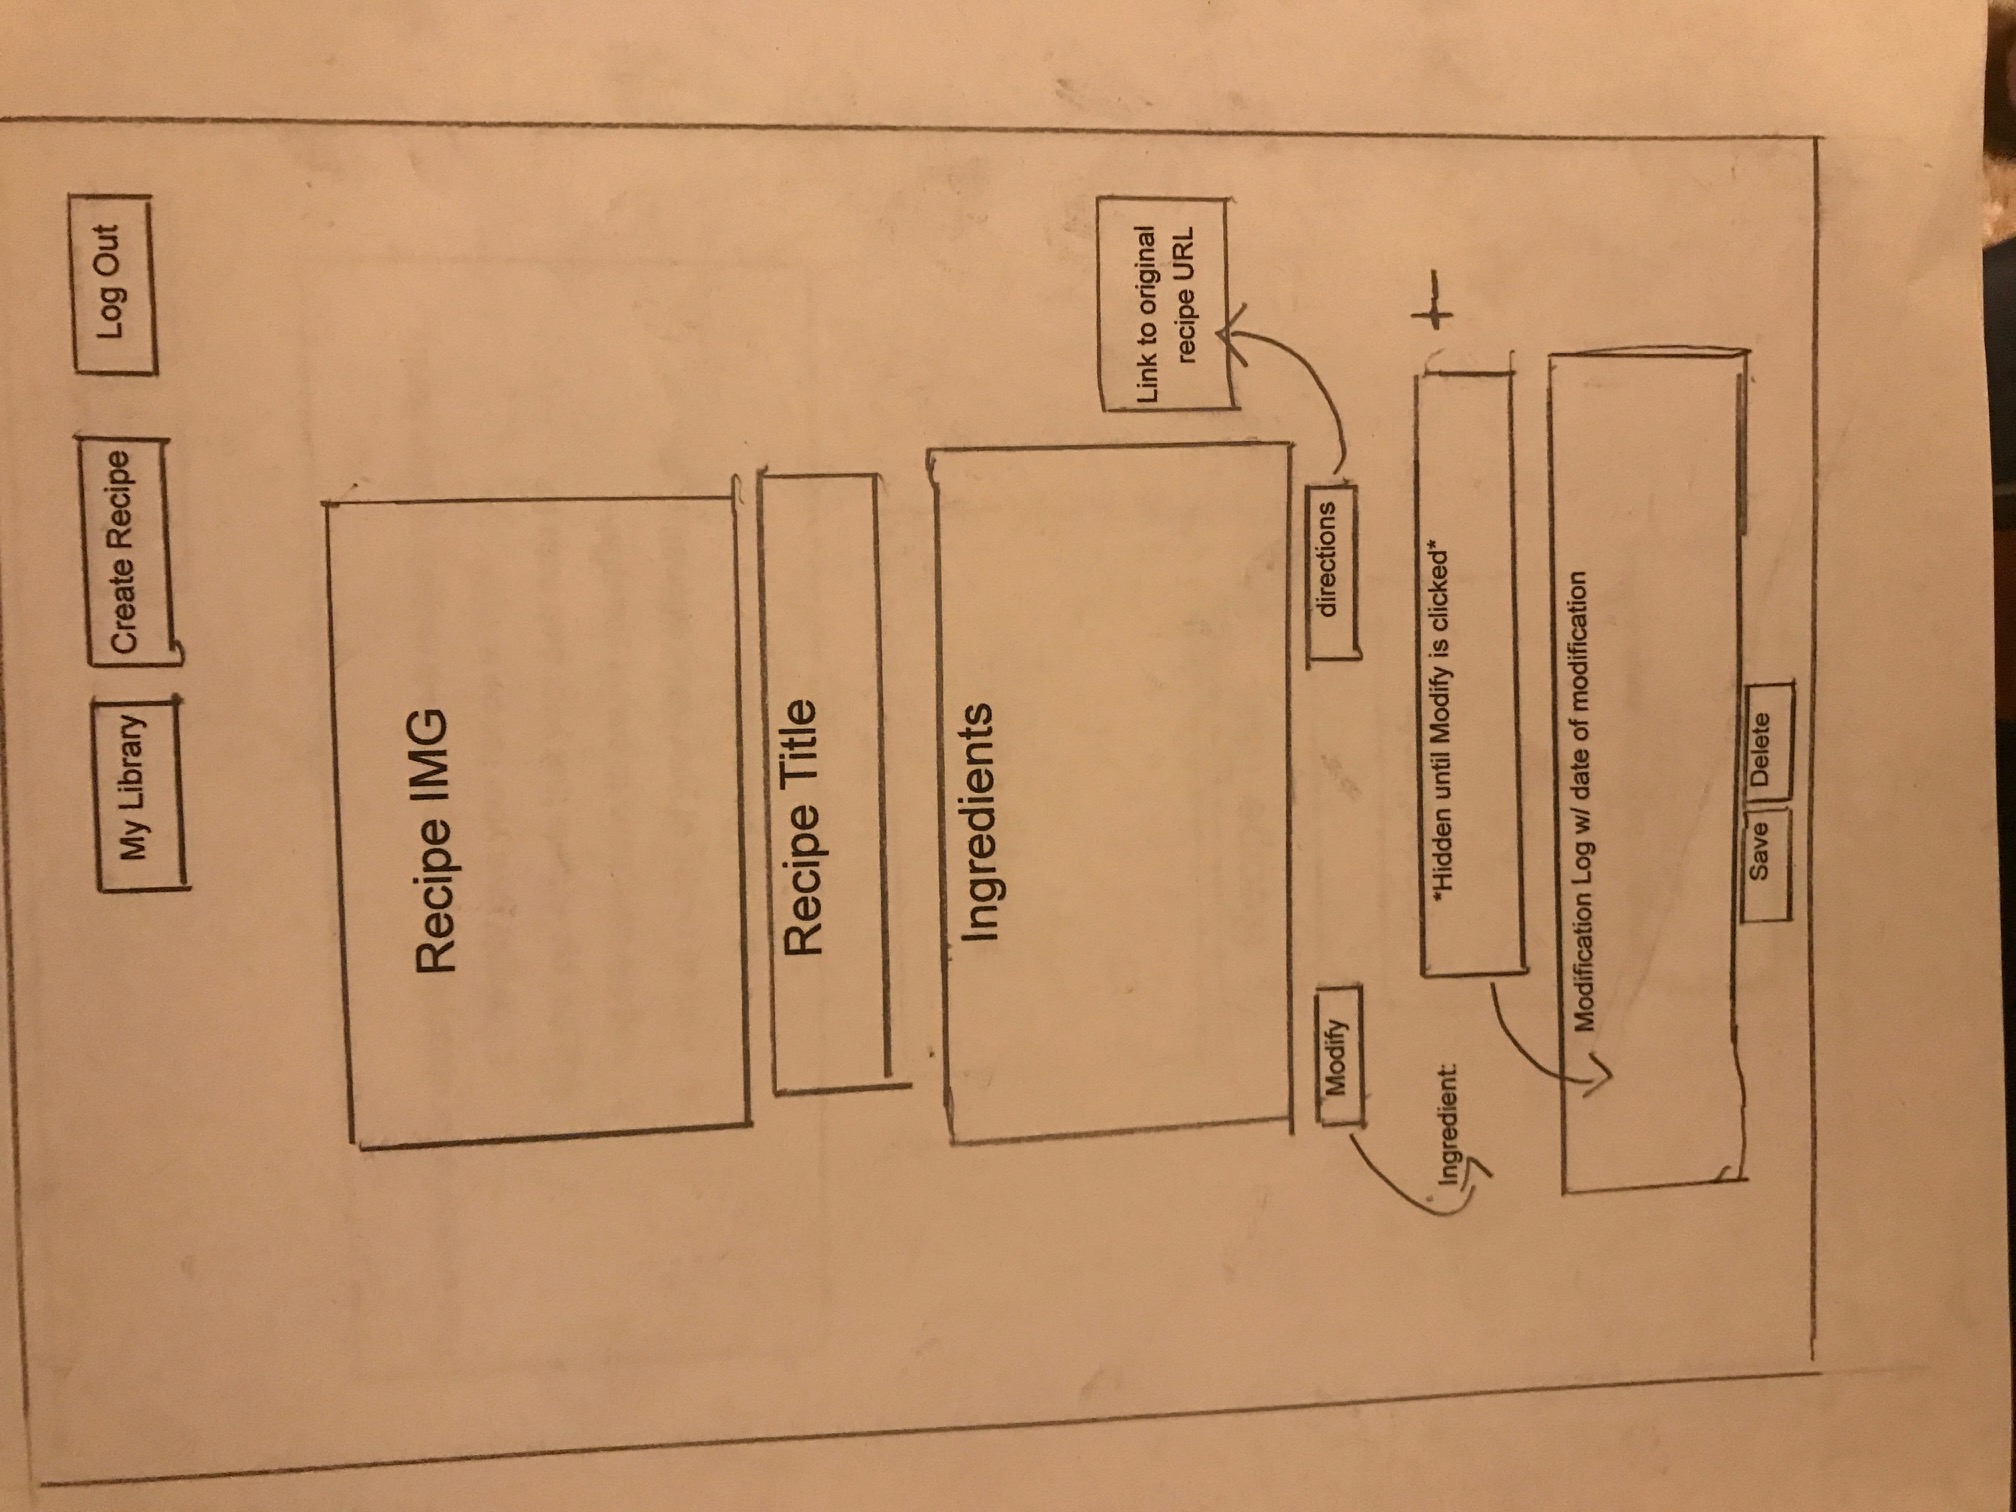 My Library
Create Recipe
Log Out
Recipe IMG
Recipe Title
Ingredients
Link to original
recipe URL
Modify
directions
Ingredient:
*Hidden until Modify is clicked*
+-
Modification Log w/ date of modification
Save
Delete